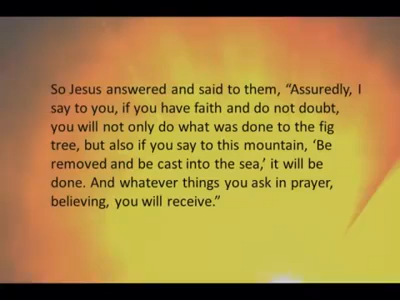 So Jesus answered and said to them, “Assuredly, I
say to you, if you have faith and do not doubt,
you will not only do what was done to the fig
tree, but also if you say to this mountain, ‘Be
removed and be cast into the sea,’ it will be
done. And whatever things you ask in prayer,
believing, you will receive.”